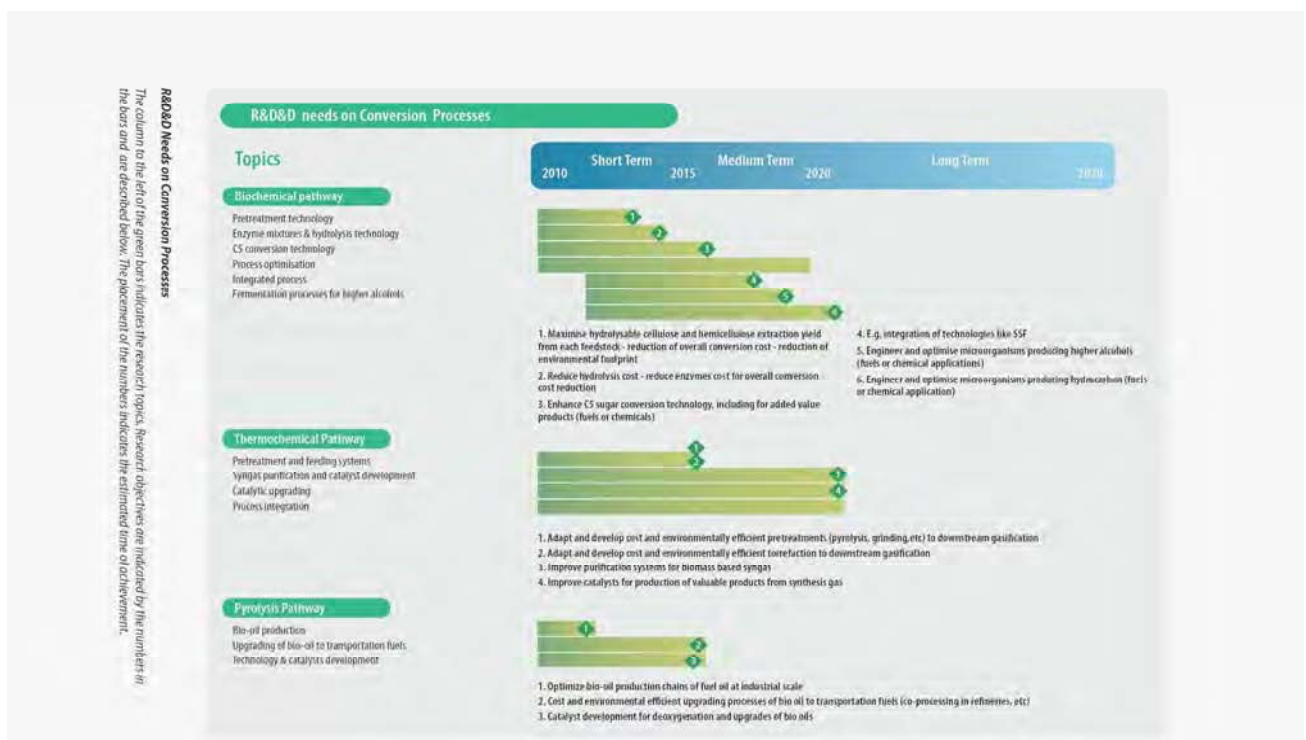 R&D&D Needs on Conversion Processes
The column to the left of the green bars indicates the research topics. Research objectives are indicated by the numbers in
the bars and are described below. The placement of the numbers indicates the estimated time of achievement.
R&D&D needs on Conversion Processes
Topics
Short Term
Medium Term
Long Term
2010
2015
2020
Biochemical pathway
Pretreatment technology
Enzyme mixtures & hydrolysis technology
C5 conversion technology
Process optimisation
Integrated process
Fermentation processes for higher alcohols
1
2
3
4
5
1. Maximise hydrolysable cellulose and hemicellulose extraction yield
from each feedstock - reduction of overall conversion cost - reduction of
environmental footprint
2. Reduce hydrolysis cost - reduce enzymes cost for overall conversion
cost reduction
3. Enhance C5 sugar conversion technology, including for added value
products (fuels or chemicals)
4. E.g. integration of technologies like SSF
5. Engineer and optimise microorganisms producing higher alcohols
(fuels or chemical applications)
6. Engineer and optimise microorganisms producing hydrocarbon (fuels
or chemical application)
Thermochemical Pathway
Pretreatment and feeding systems
Syngas purification and catalyst development
Catalytic upgrading
Process integration
1
2
3
4
1. Adapt and develop cost and environmentally efficient pretreatments (pyrolysis, grinding, etc) to downstream gasification
2. Adapt and develop cost and environmentally efficient torrefaction to downstream gasification
3. Improve purification systems for biomass based syngas
4. Improve catalysts for production of valuable products from synthesis gas
Pyrolysis Pathway
Bio-oil production
Upgrading of bio-oil to transportation fuels
Technology & catalysts development
1
2
3
1. Optimize bio-oil production chains of fuel oil at industrial scale
2. Cost and environmental efficient upgrading processes of bio oil to transportation fuels (co-processing in refineries, etc)
3. Catalyst development for deoxygenation and upgrades of bio oils